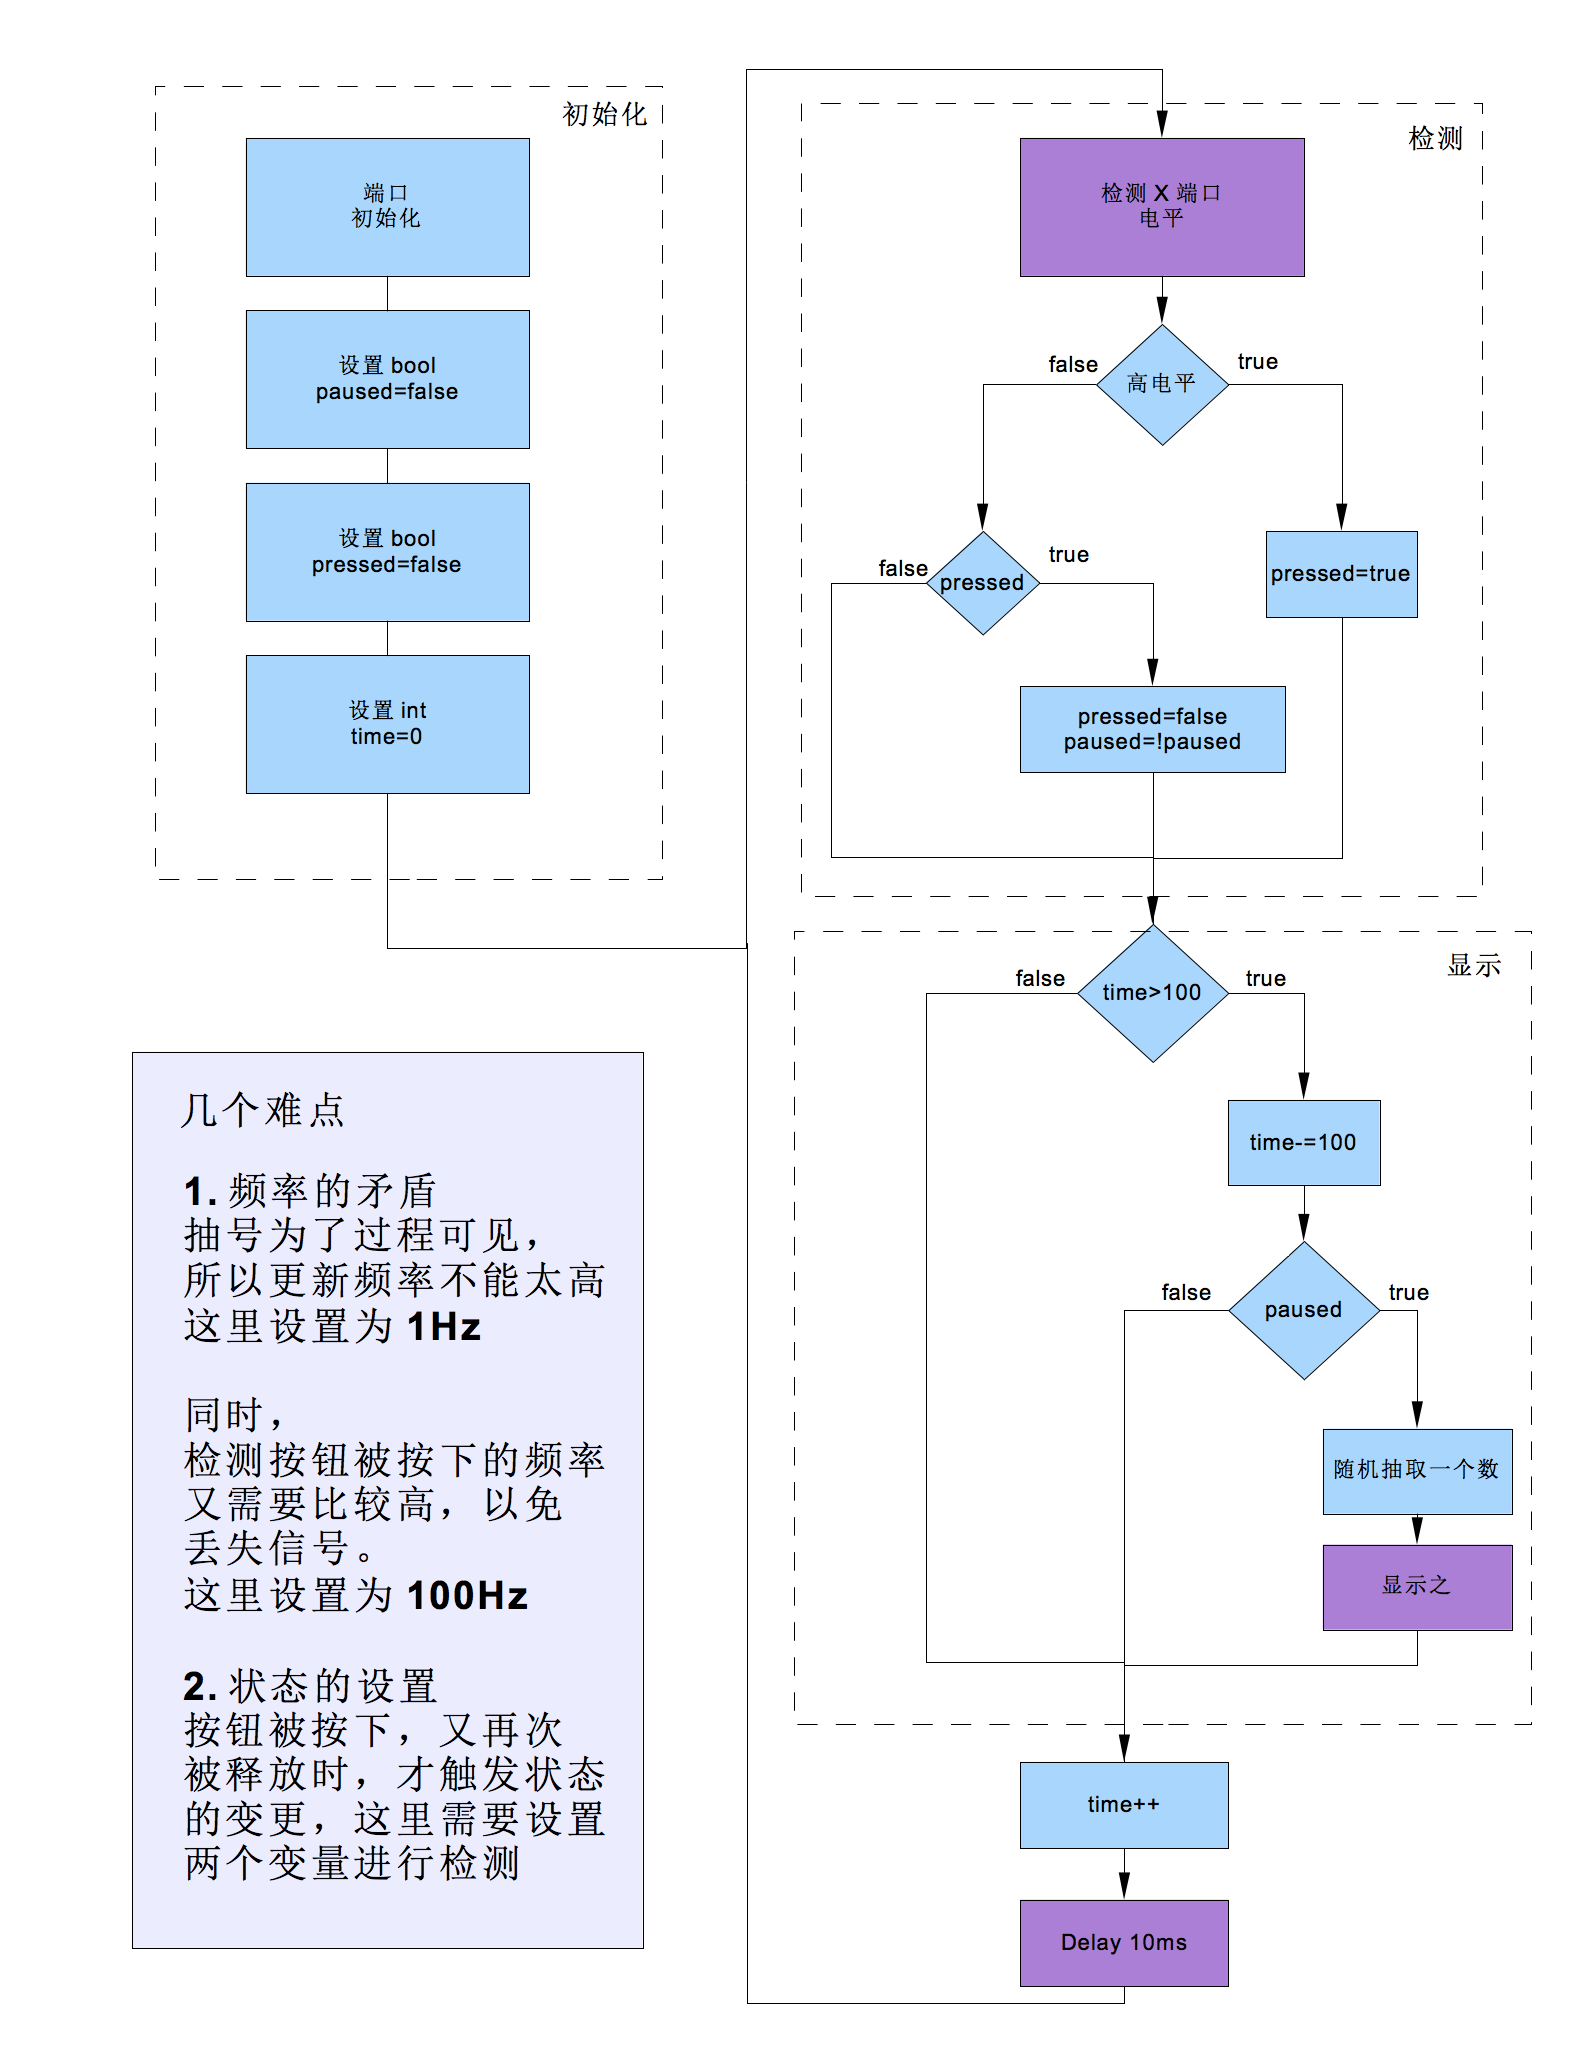 初始化
端口
初始化
设置 bool
paused=false
设置 bool
pressed=false
设置 int
time=0
检测
检测 X 端口
电平
高电平
false
true
pressed
false
true
pressed=true
pressed=false
paused=!paused
显示
time>100
false
true
time-=100
paused
false
true
随机抽取一个数
显示之
time++
Delay 10ms
几个难点
1. 频率的矛盾
抽号为了过程可见，
所以更新频率不能太高
这里设置为 1Hz
同时，
检测按钮被按下的频率
又需要比较高，以免
丢失信号。
这里设置为 100Hz
2. 状态的设置
按钮被按下，又再次
被释放时，才触发状态
的变更，这里需要设置
两个变量进行检测